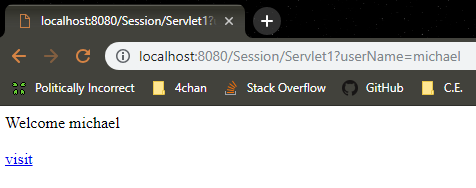 localhost:8080/Session/Servlet1?
localhost:8080/Session/Servlet1?userName=michael
Politically Incorrect 4chan Stack Overflow GitHub C.E.
Welcome michael
visit